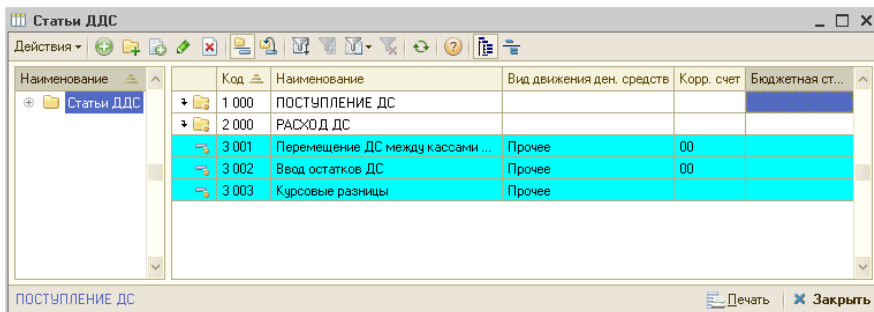 Статьи ДДС
Действия
Наименование Код Наименование Вид движения ден. средств Корр. счет Бюджетная ст...
Статьи ДДС 1 000 ПОСТУПЛЕНИЕ ДС
2 000 РАСХОД ДС
3 001 Перемещение ДС между кассами ... Прочее 00
3 002 Ввод остатков ДС Прочее 00
3 003 Курсовые разницы Прочее
ПОСТУПЛЕНИЕ ДС Печать Закрыть